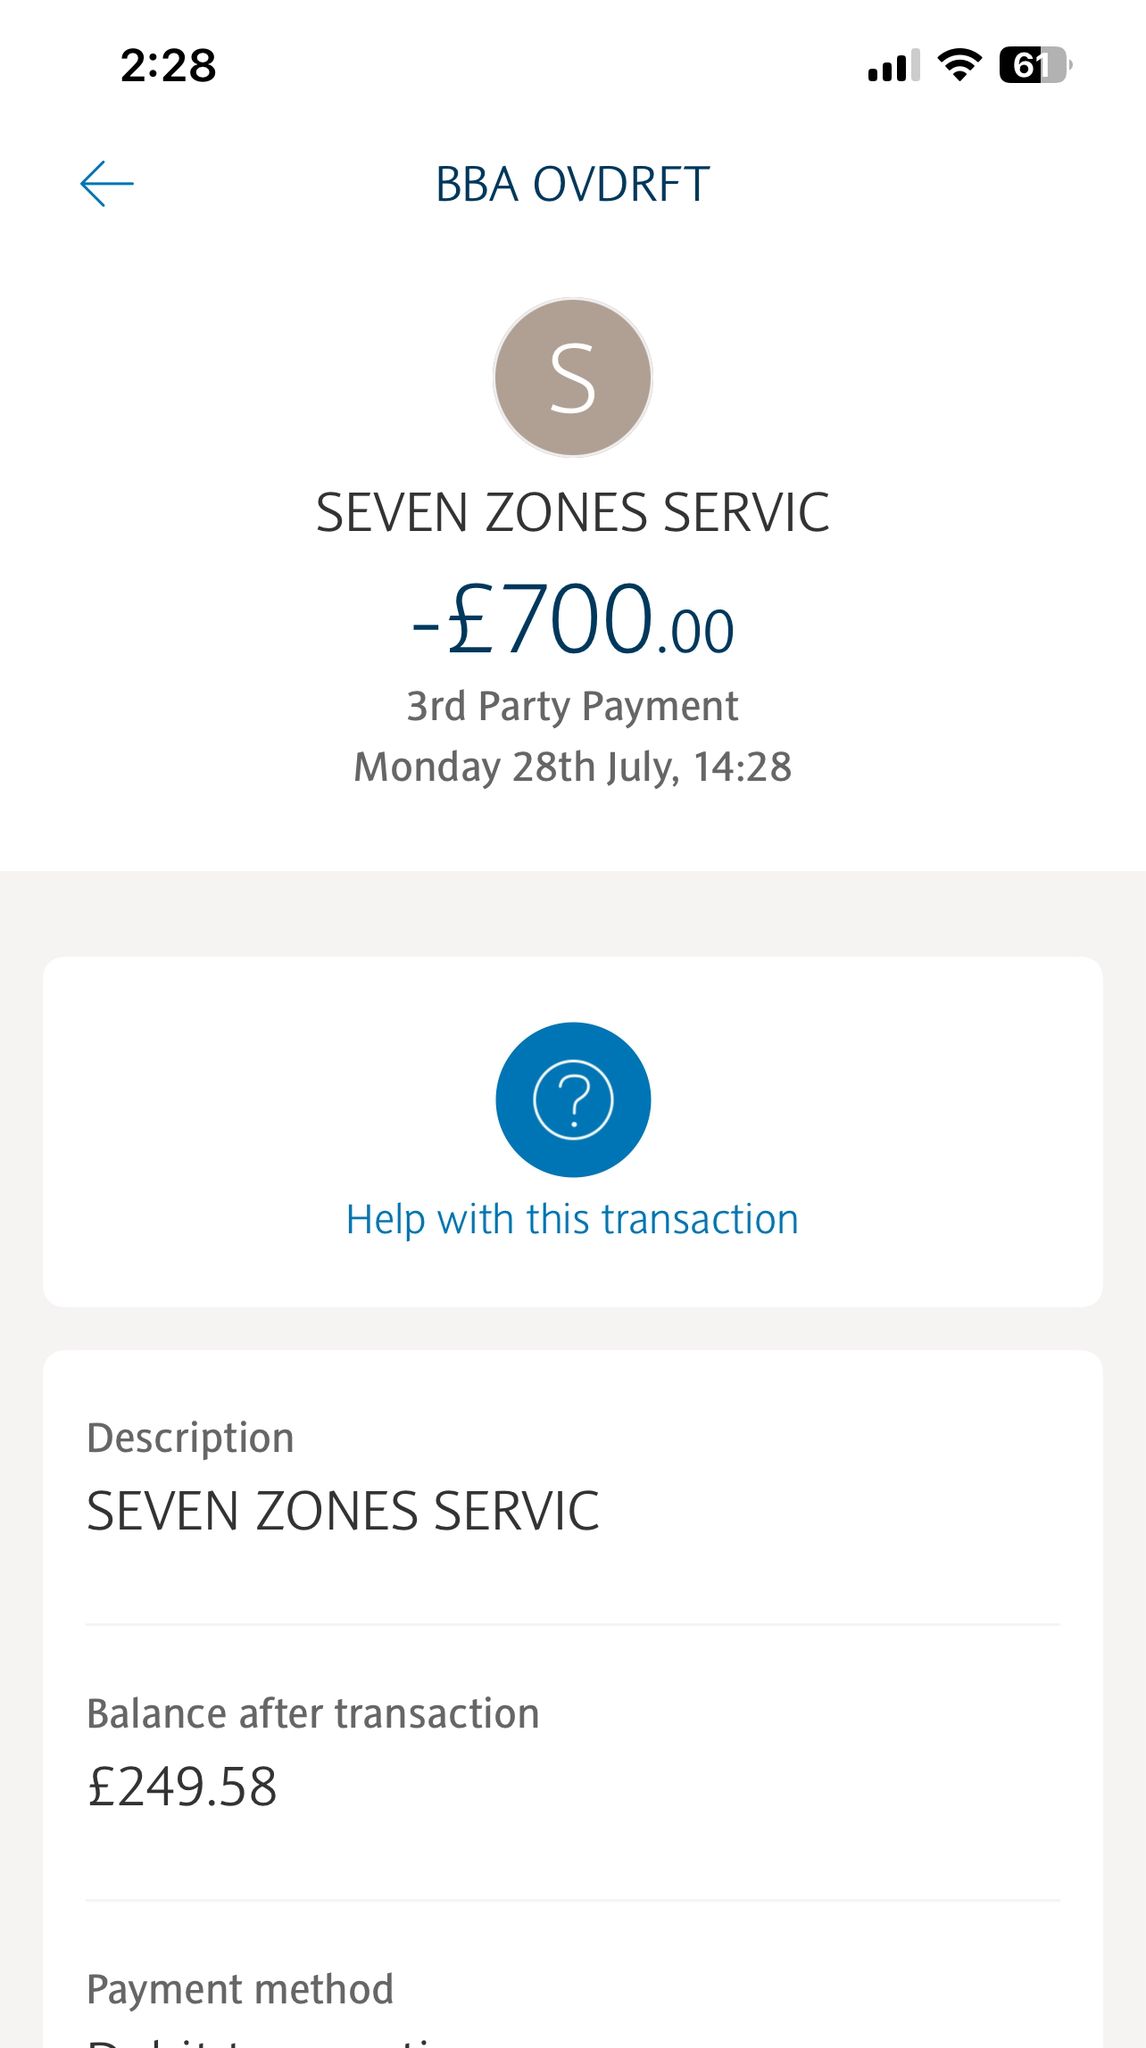 2:28
61
BBA OVDRFT
S
SEVEN ZONES SERVIC
-£700.00
3rd Party Payment
Monday 28th July, 14:28
?
Help with this transaction
Description
SEVEN ZONES SERVIC
Balance after transaction
£249.58
Payment method